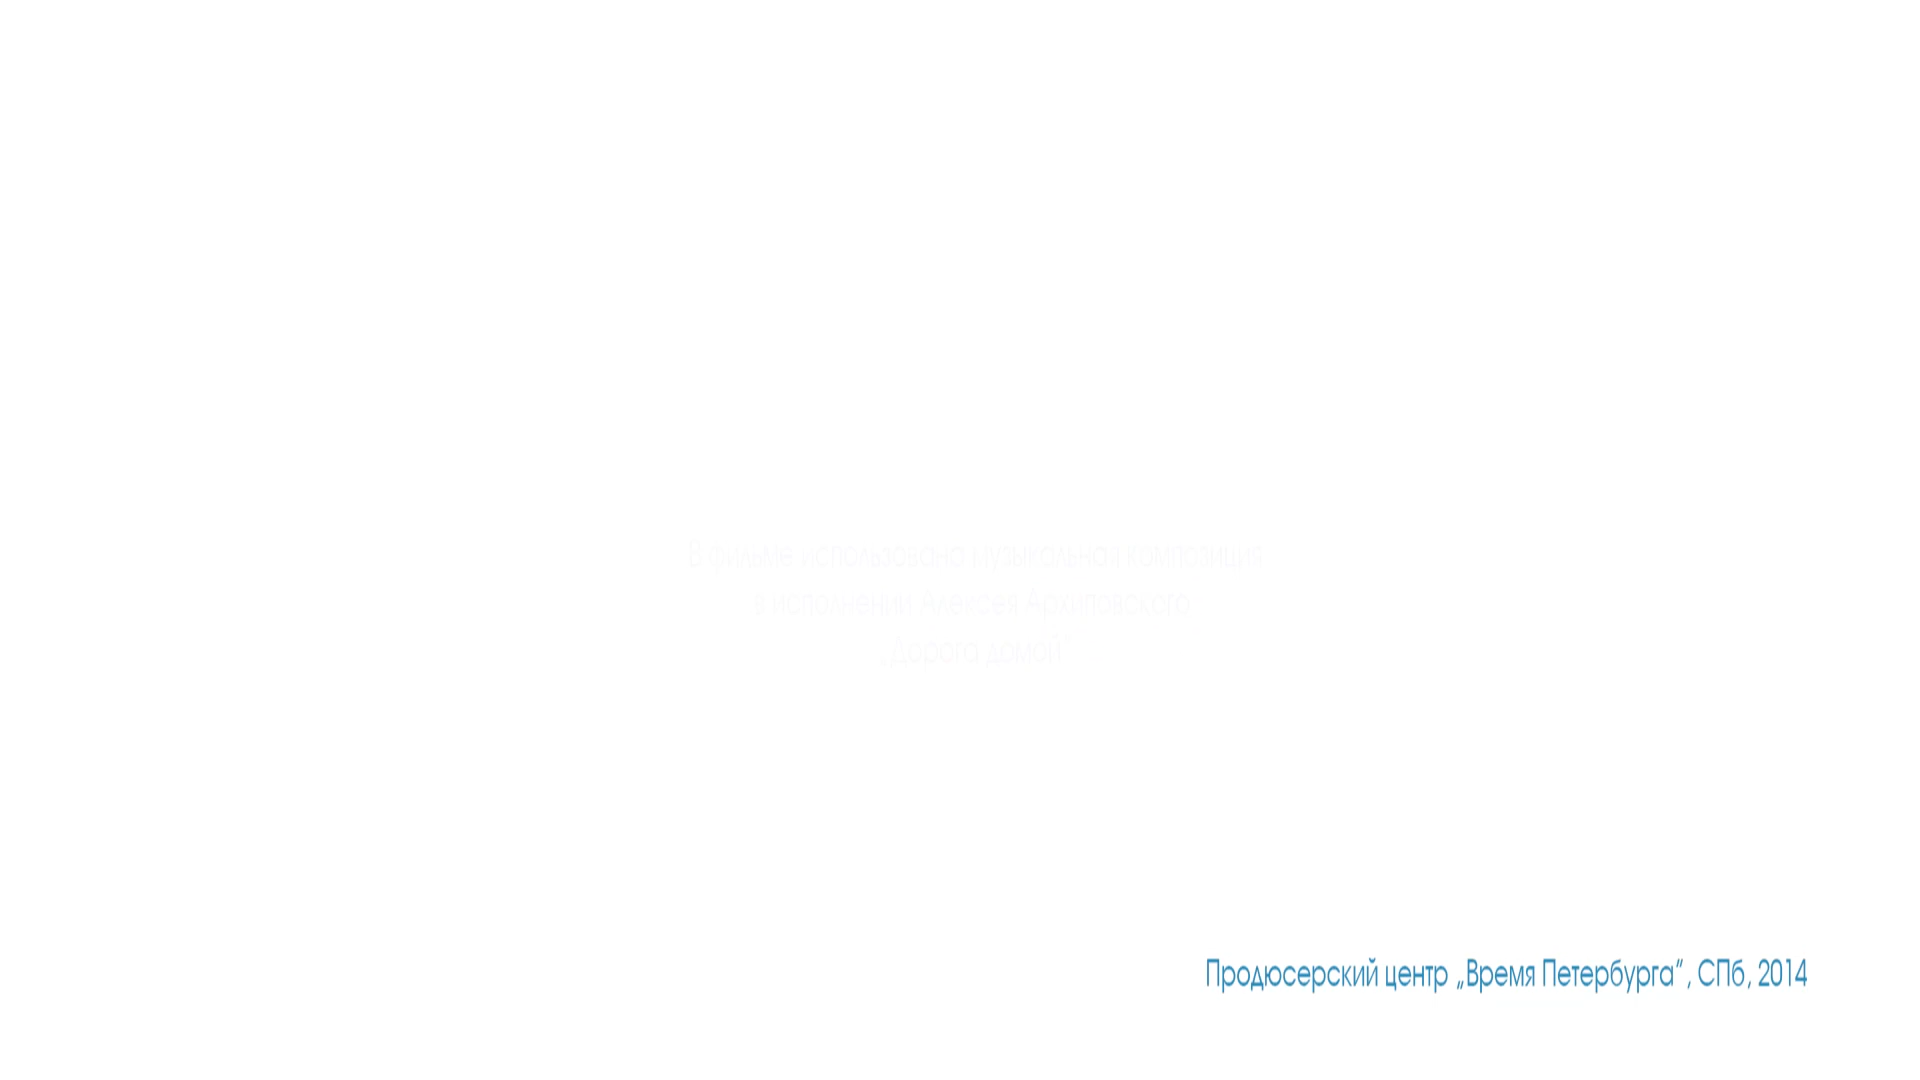 В фильме использована музыкальная композиция
в исполнении Алексея Архиповского
„Дорога домой“
Продюсерский центр „Время Петербурга“, СПб, 2014